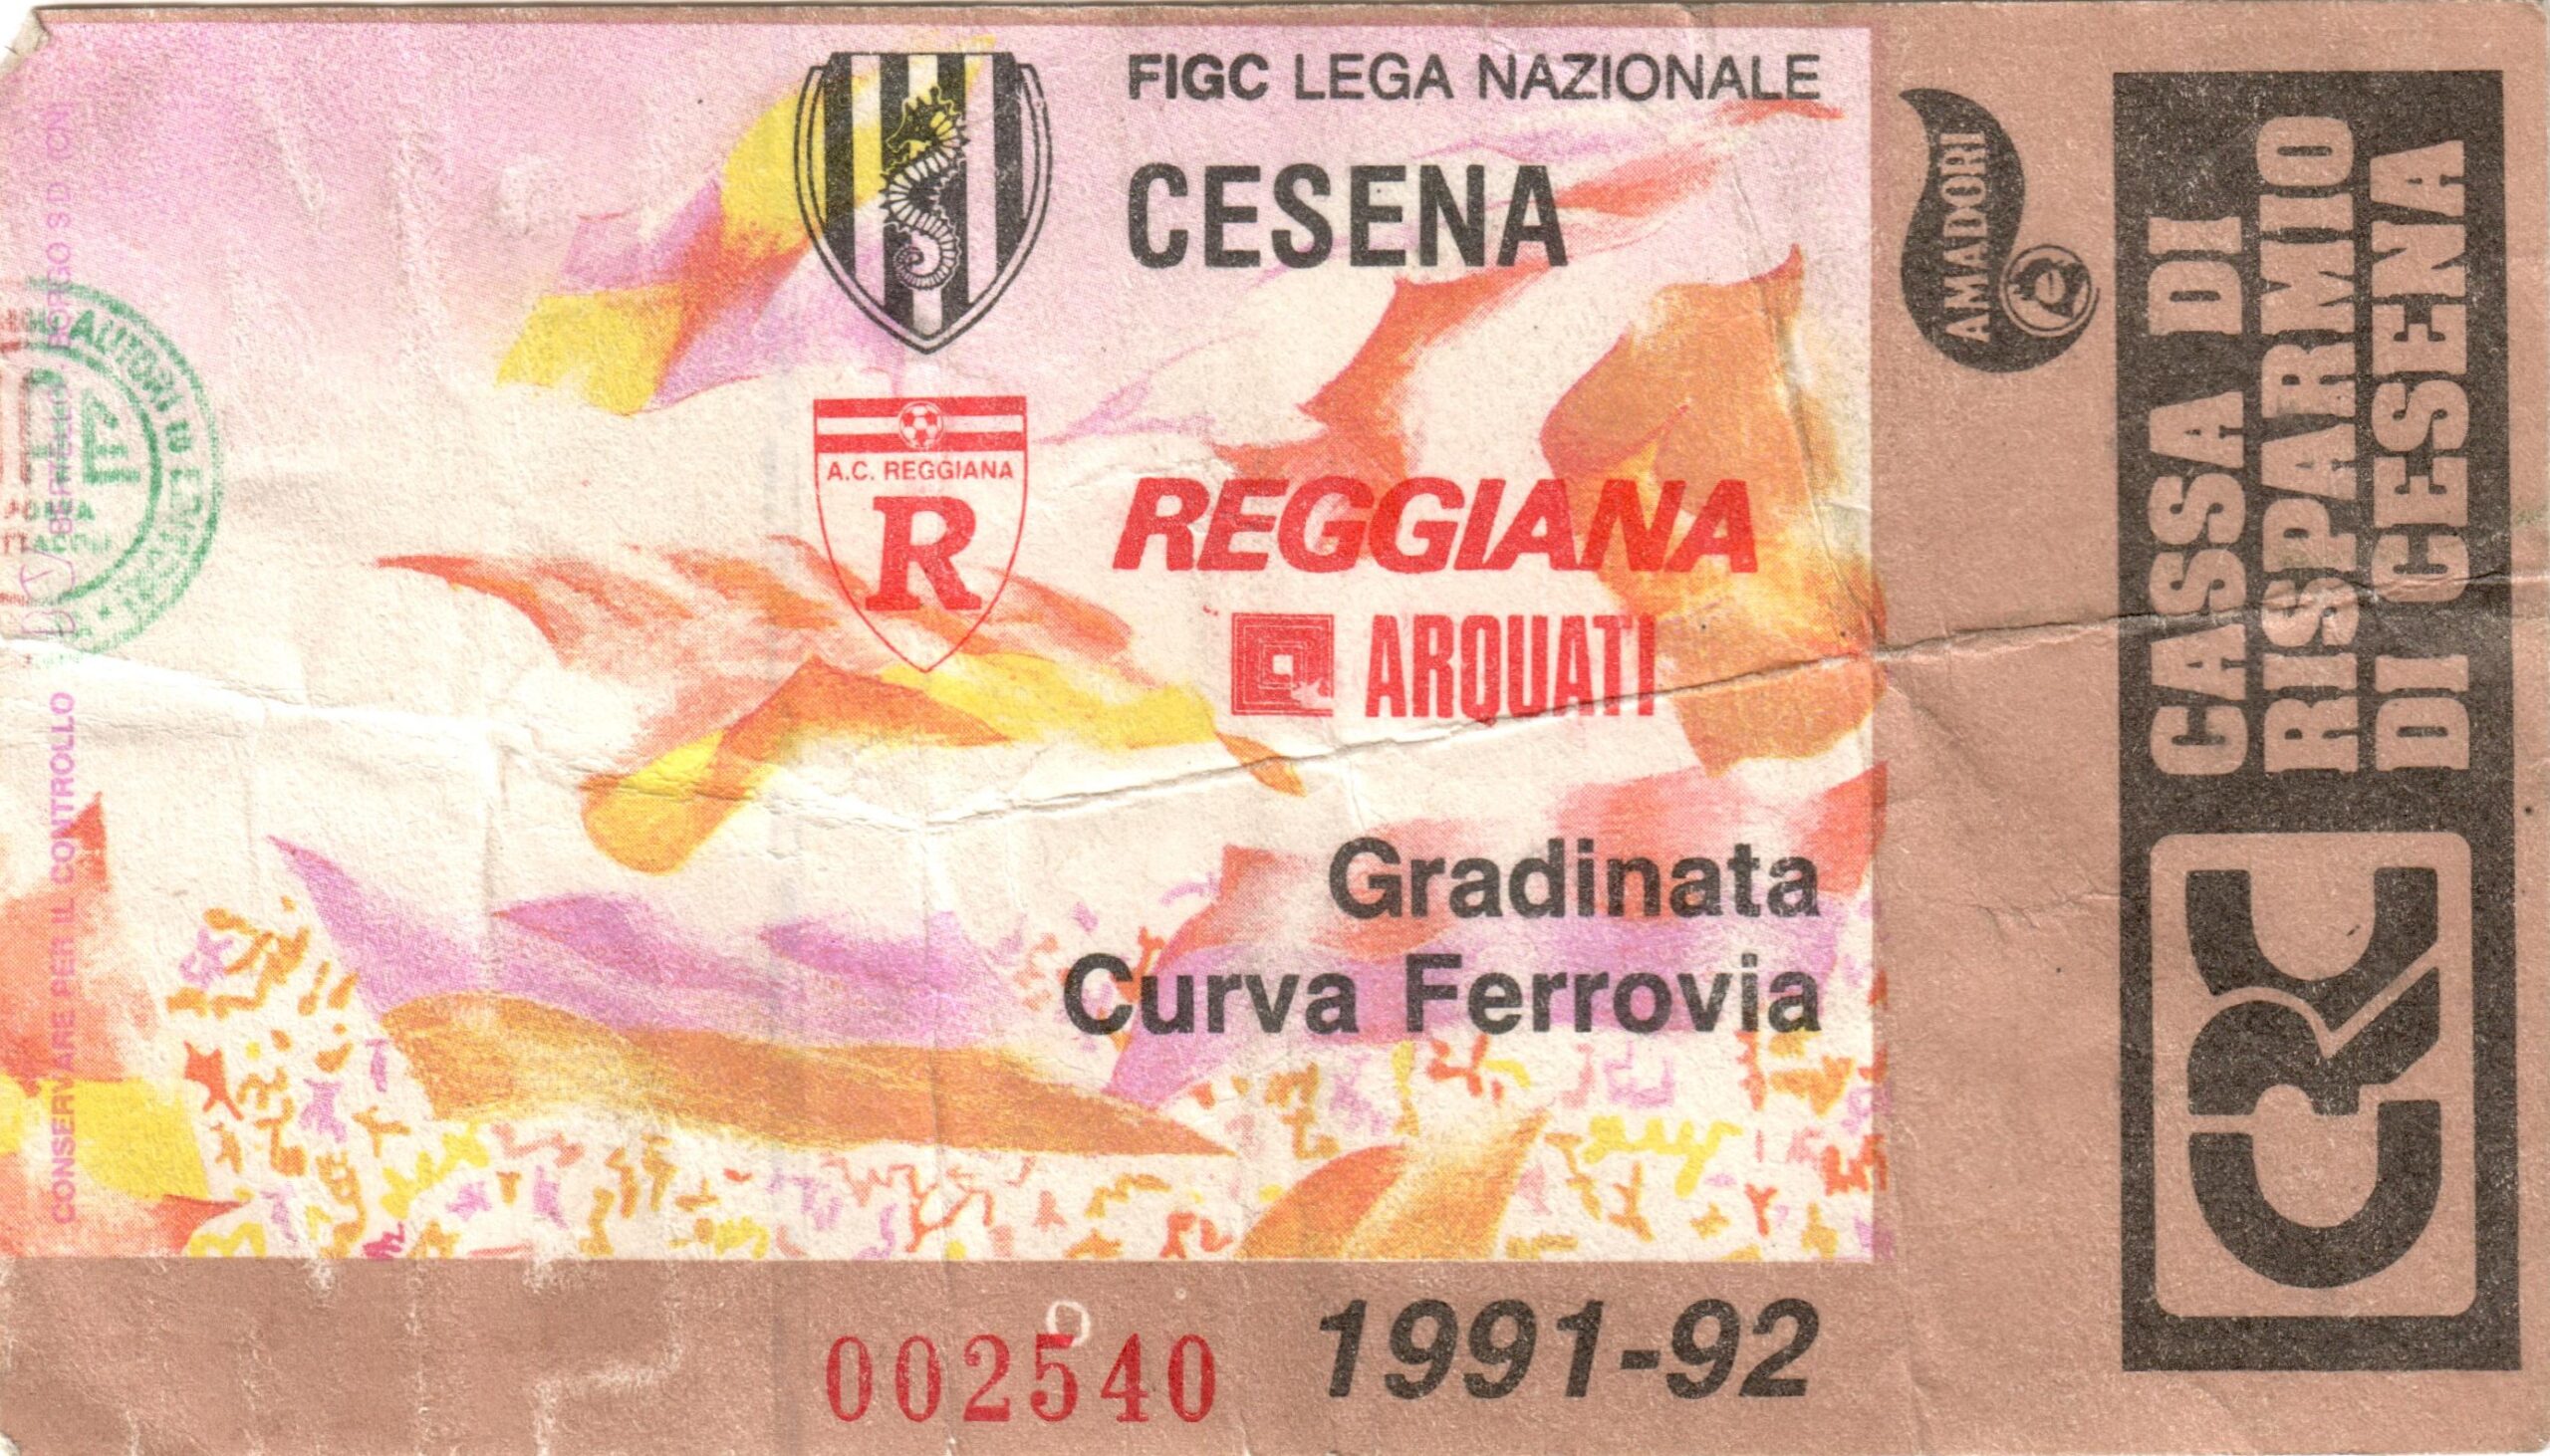 FIGC LEGA NAZIONALE
CESENA
A.C. REGGIANA
R
REGGIANA
ARQUATI
Gradinata
Curva Ferrovia
1991-92
002540
AMADORI
CASSA DI
RISPARMIO
DI CESENA
CRC
CONSERVARE PER IL CONTROLLO